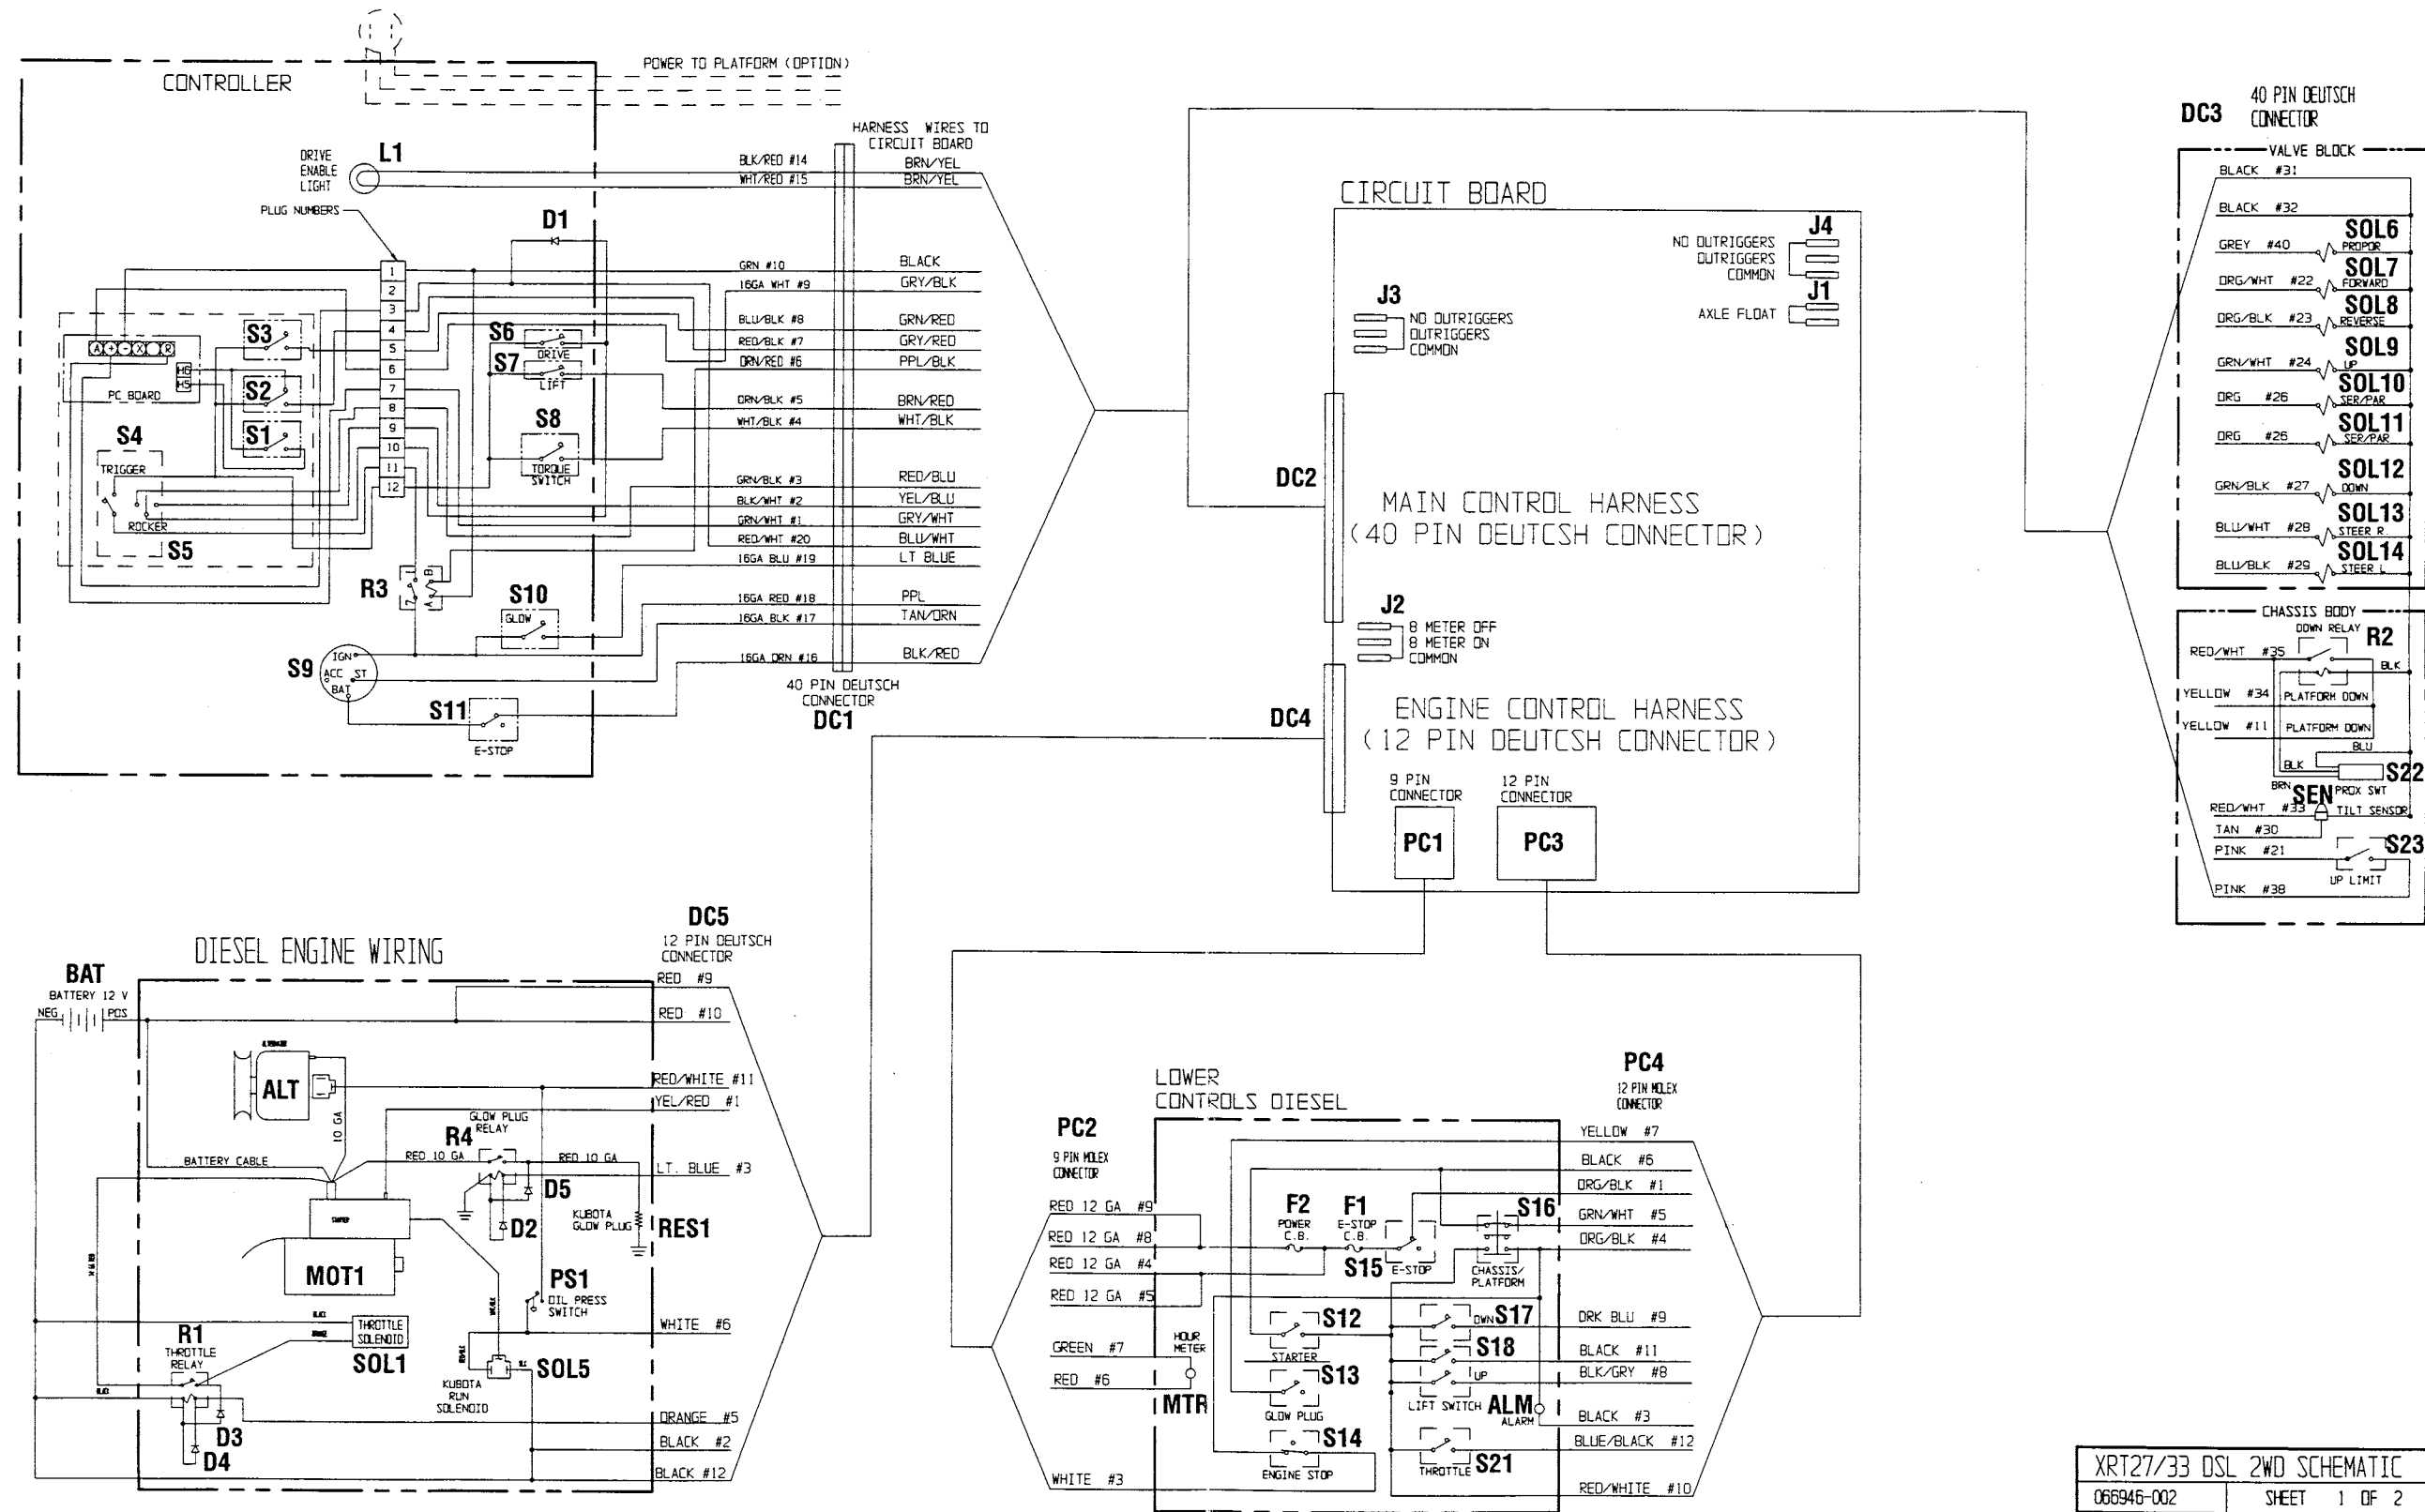 POWER TO PLATFORM (OPTION)
CONTROLLER
HARNESS WIRES TO
CIRCUIT BOARD
DRIVE
ENABLE
LIGHT
L1
BLK/RED #14
BRN/YEL
WHT/RED #15
BRN/YEL
PLUG NUMBERS
D1
1
2
3
4
5
6
7
8
9
10
11
12
GRN #10
BLACK
16GA WHT #9
GRY/BLK
BLU/BLK #8
GRN/RED
RED/BLK #7
GRY/RED
ORN/RED #6
PPL/BLK
ORN/BLK #5
BRN/RED
WHT/BLK #4
WHT/BLK
GRN/BLK #3
RED/BLU
BLK/WHT #2
YEL/BLU
GRN/WHT #1
GRY/WHT
RED/WHT #20
BLU/WHT
16GA BLU #19
LT BLUE
16GA RED #18
PPL
16GA BLK #17
TAN/ORN
16GA ORN #16
BLK/RED
40 PIN DEUTSCH
CONNECTOR
DC1
A + - X R
H6
H5
PC BOARD
S3
S2
S1
S4
TRIGGER
ROCKER
S5
S6
DRIVE
S7
LIFT
S8
TORQUE
SWITCH
R3
B
7
A
S10
GLOW
S9
IGN
ACC ST
BAT
S11
E-STOP
CIRCUIT BOARD
J4
NO OUTRIGGERS
OUTRIGGERS
COMMON
J1
AXLE FLOAT
J3
NO OUTRIGGERS
OUTRIGGERS
COMMON
DC2
MAIN CONTROL HARNESS
(40 PIN DEUTCSH CONNECTOR)
J2
8 METER OFF
8 METER ON
COMMON
DC4
ENGINE CONTROL HARNESS
(12 PIN DEUTCSH CONNECTOR)
9 PIN
CONNECTOR
PC1
12 PIN
CONNECTOR
PC3
DC3
40 PIN DEUTSCH
CONNECTOR
VALVE BLOCK
BLACK #31
BLACK #32
GREY #40
SOL6
PROPOR
ORG/WHT #22
SOL7
FORWARD
ORG/BLK #23
SOL8
REVERSE
GRN/WHT #24
SOL9
UP
ORG #26
SOL10
SER/PAR
ORG #26
SOL11
SER/PAR
GRN/BLK #27
SOL12
DOWN
BLU/WHT #28
SOL13
STEER R
BLU/BLK #29
SOL14
STEER L
CHASSIS BODY
DOWN RELAY
R2
RED/WHT #35
BLK
YELLOW #34
PLATFORM DOWN
YELLOW #11
PLATFORM DOWN
BLU
BLK
BRN
S22
PROX SWT
SEN
RED/WHT #33
TILT SENSOR
TAN #30
PINK #21
S23
UP LIMIT
PINK #38
DIESEL ENGINE WIRING
DC5
12 PIN DEUTSCH
CONNECTOR
BAT
BATTERY 12 V
NEG
POS
RED #9
RED #10
ALT
10 GA
RED/WHITE #11
YEL/RED #1
GLOW PLUG
RELAY
R4
BATTERY CABLE
RED 10 GA
RED 10 GA
LT. BLUE #3
D5
D2
KUBOTA
GLOW PLUG
RES1
MOT1
PS1
OIL PRESS
SWITCH
WHITE #6
R1
THROTTLE
RELAY
THROTTLE
SOLENOID
SOL1
KUBOTA
RUN
SOLENOID
SOL5
D3
D4
ORANGE #5
BLACK #2
BLACK #12
LOWER
CONTROLS DIESEL
PC2
9 PIN MOLEX
CONNECTOR
PC4
12 PIN MOLEX
CONNECTOR
RED 12 GA #9
RED 12 GA #8
RED 12 GA #4
RED 12 GA #5
GREEN #7
RED #6
WHITE #3
HOUR
METER
MTR
F2
POWER
C.B.
F1
E-STOP
C.B.
S15
E-STOP
S16
CHASSIS/
PLATFORM
S12
STARTER
S13
GLOW PLUG
S14
ENGINE STOP
DWN
S17
S18
UP
LIFT SWITCH
ALM
ALARM
THROTTLE
S21
YELLOW #7
BLACK #6
ORG/BLK #1
GRN/WHT #5
ORG/BLK #4
DRK BLU #9
BLACK #11
BLK/GRY #8
BLACK #3
BLUE/BLACK #12
RED/WHITE #10
XRT27/33 DSL 2WD SCHEMATIC
066946-002
SHEET 1 OF 2